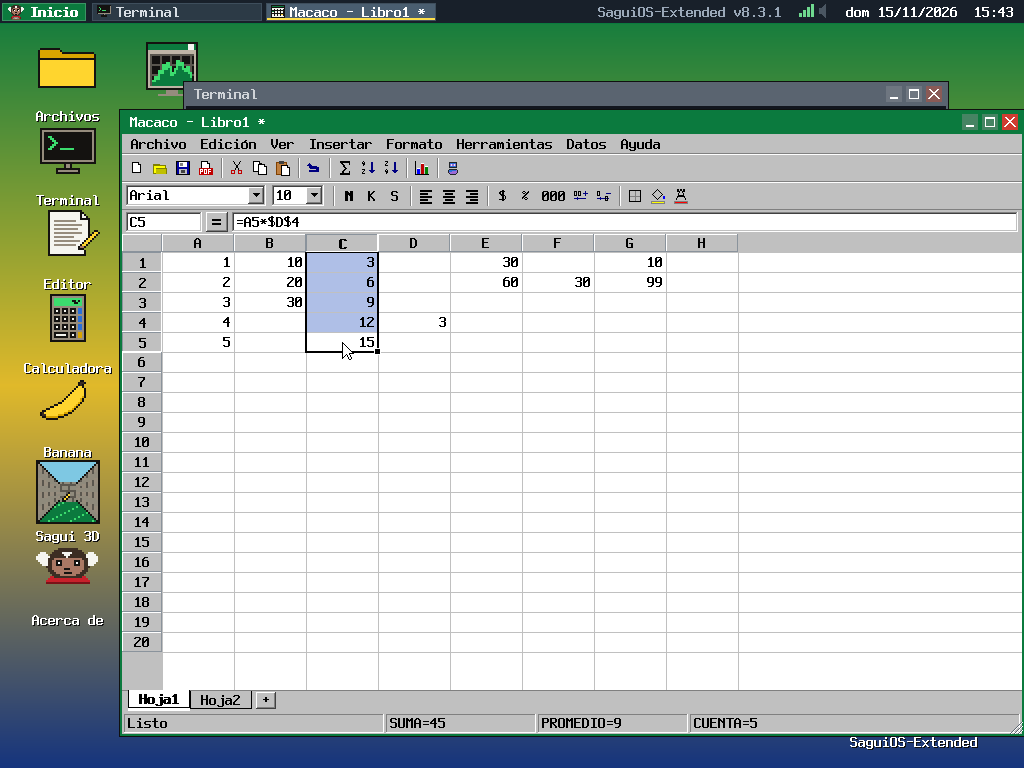 Inicio
Terminal
Macaco - Libro1 *
SaguiOS-Extended v8.3.1
dom 15/11/2026
15:43
Archivos
Terminal
Editor
Calculadora
Banana
Sagui 3D
Acerca de
Terminal
Macaco - Libro1 *
Archivo Edición Ver Insertar Formato Herramientas Datos Ayuda
PDF Σ
Arial 10 N K S $ % 000
C5 = =A5*$D$4
A B C D E F G H
1 1 10 3 30 10
2 2 20 6 60 30 99
3 3 30 9
4 4 12 3
5 5 15
6
7
8
9
10
11
12
13
14
15
16
17
18
19
20
Hoja1 Hoja2 +
Listo SUMA=45 PROMEDIO=9 CUENTA=5
SaguiOS-Extended